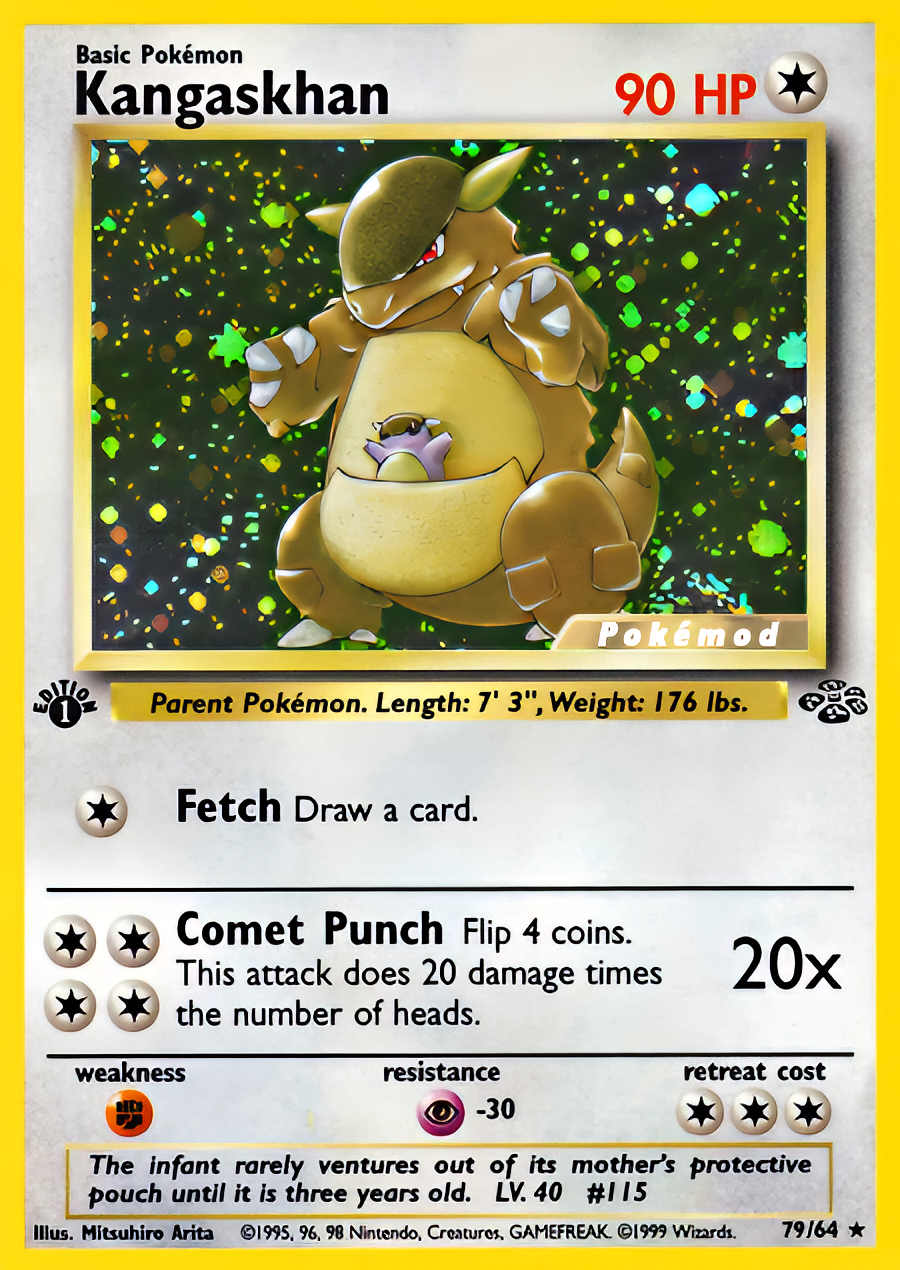 Basic Pokémon
Kangaskhan
90 HP
Pokémod
EDITION
1
Parent Pokémon. Length: 7' 3", Weight: 176 lbs.
Fetch Draw a card.
Comet Punch Flip 4 coins.
This attack does 20 damage times
the number of heads.
20x
weakness
resistance
retreat cost
-30
The infant rarely ventures out of its mother's protective
pouch until it is three years old. LV. 40 #115
Illus. Mitsuhiro Arita ©1995, 96, 98 Nintendo, Creatures, GAMEFREAK. ©1999 Wizards. 79/64 ★